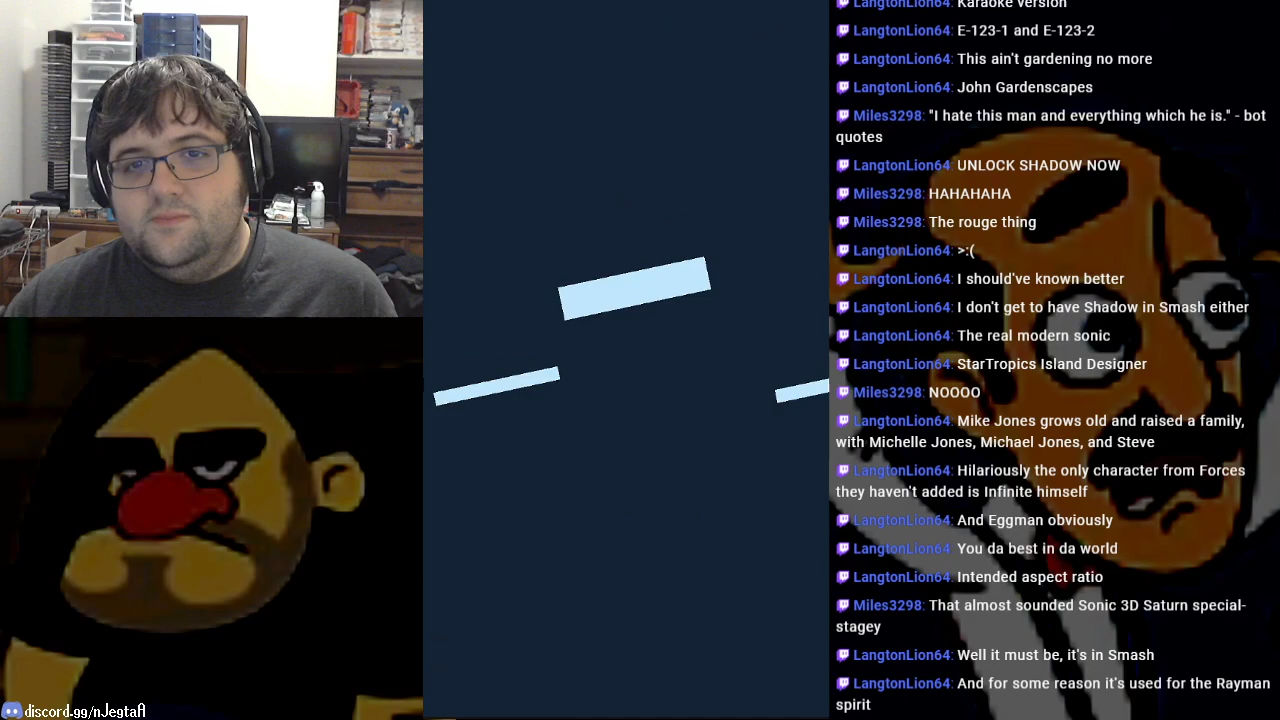 LangtonLion64: Karaoke version
LangtonLion64: E-123-1 and E-123-2
LangtonLion64: This ain't gardening no more
LangtonLion64: John Gardenscapes
Miles3298: "I hate this man and everything which he is." - bot
quotes
LangtonLion64: UNLOCK SHADOW NOW
Miles3298: HAHAHAHA
Miles3298: The rouge thing
LangtonLion64: >:(
LangtonLion64: I should've known better
LangtonLion64: I don't get to have Shadow in Smash either
LangtonLion64: The real modern sonic
LangtonLion64: StarTropics Island Designer
Miles3298: NOOOO
LangtonLion64: Mike Jones grows old and raised a family,
with Michelle Jones, Michael Jones, and Steve
LangtonLion64: Hilariously the only character from Forces
they haven't added is Infinite himself
LangtonLion64: And Eggman obviously
LangtonLion64: You da best in da world
LangtonLion64: Intended aspect ratio
Miles3298: That almost sounded Sonic 3D Saturn special-
stagey
LangtonLion64: Well it must be, it's in Smash
LangtonLion64: And for some reason it's used for the Rayman
spirit